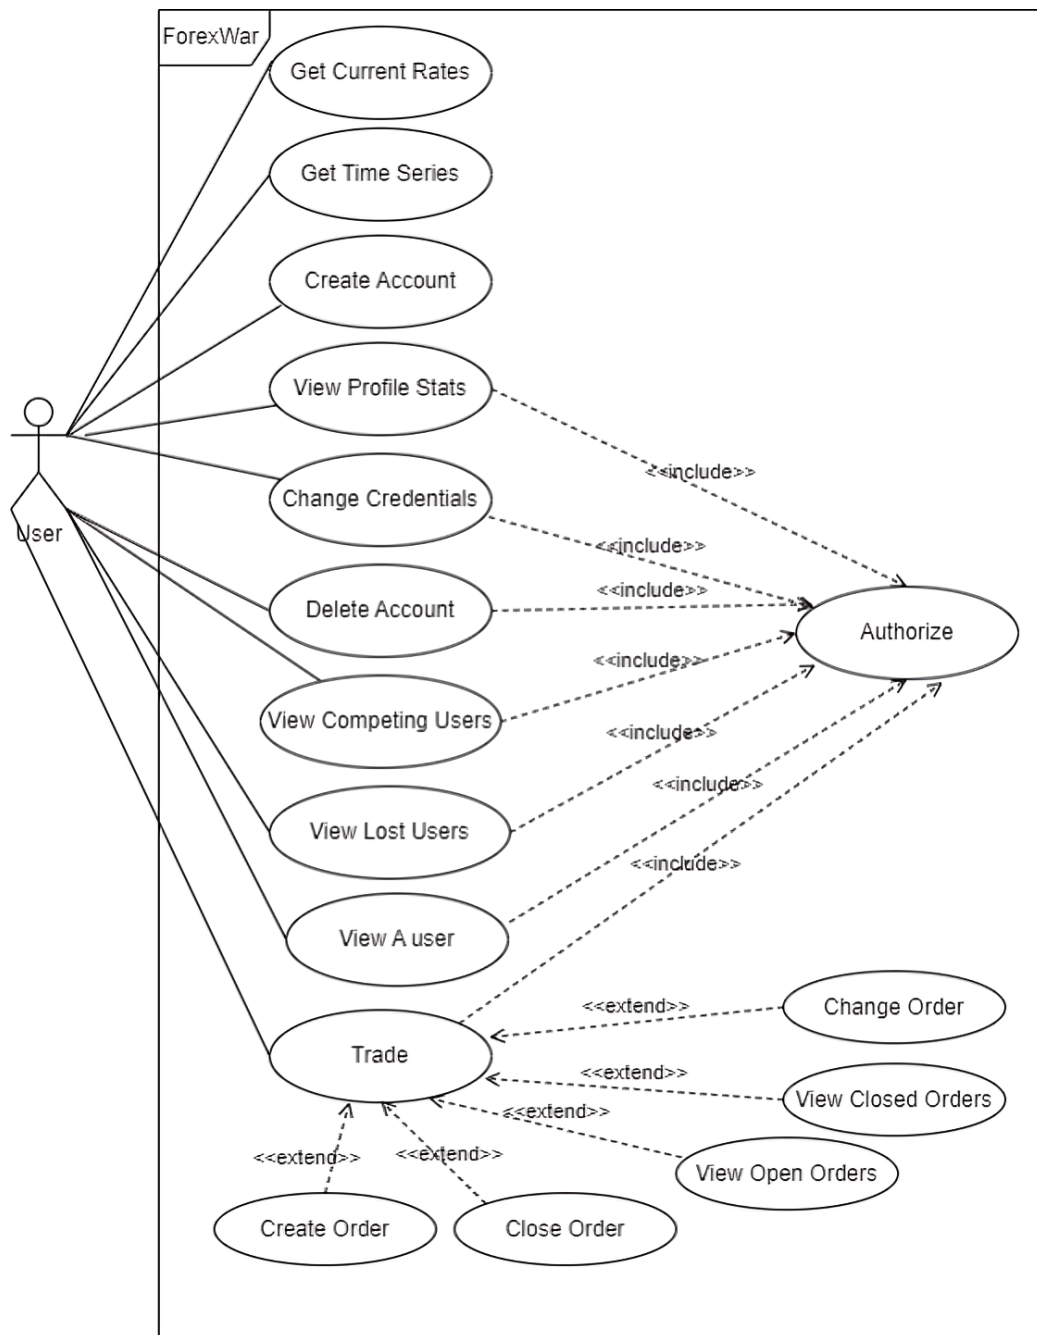 ForexWar
Get Current Rates
Get Time Series
Create Account
View Profile Stats
<<include>>
Change Credentials
User
<<include>>
<<include>>
Delete Account
Authorize
<<include>>
View Competing Users
<<include>>
<<include>>
View Lost Users
<<include>>
View A user
<<extend>>
Change Order
Trade
<<extend>>
View Closed Orders
<<extend>>
<<extend>>
<<extend>>
View Open Orders
Create Order
Close Order